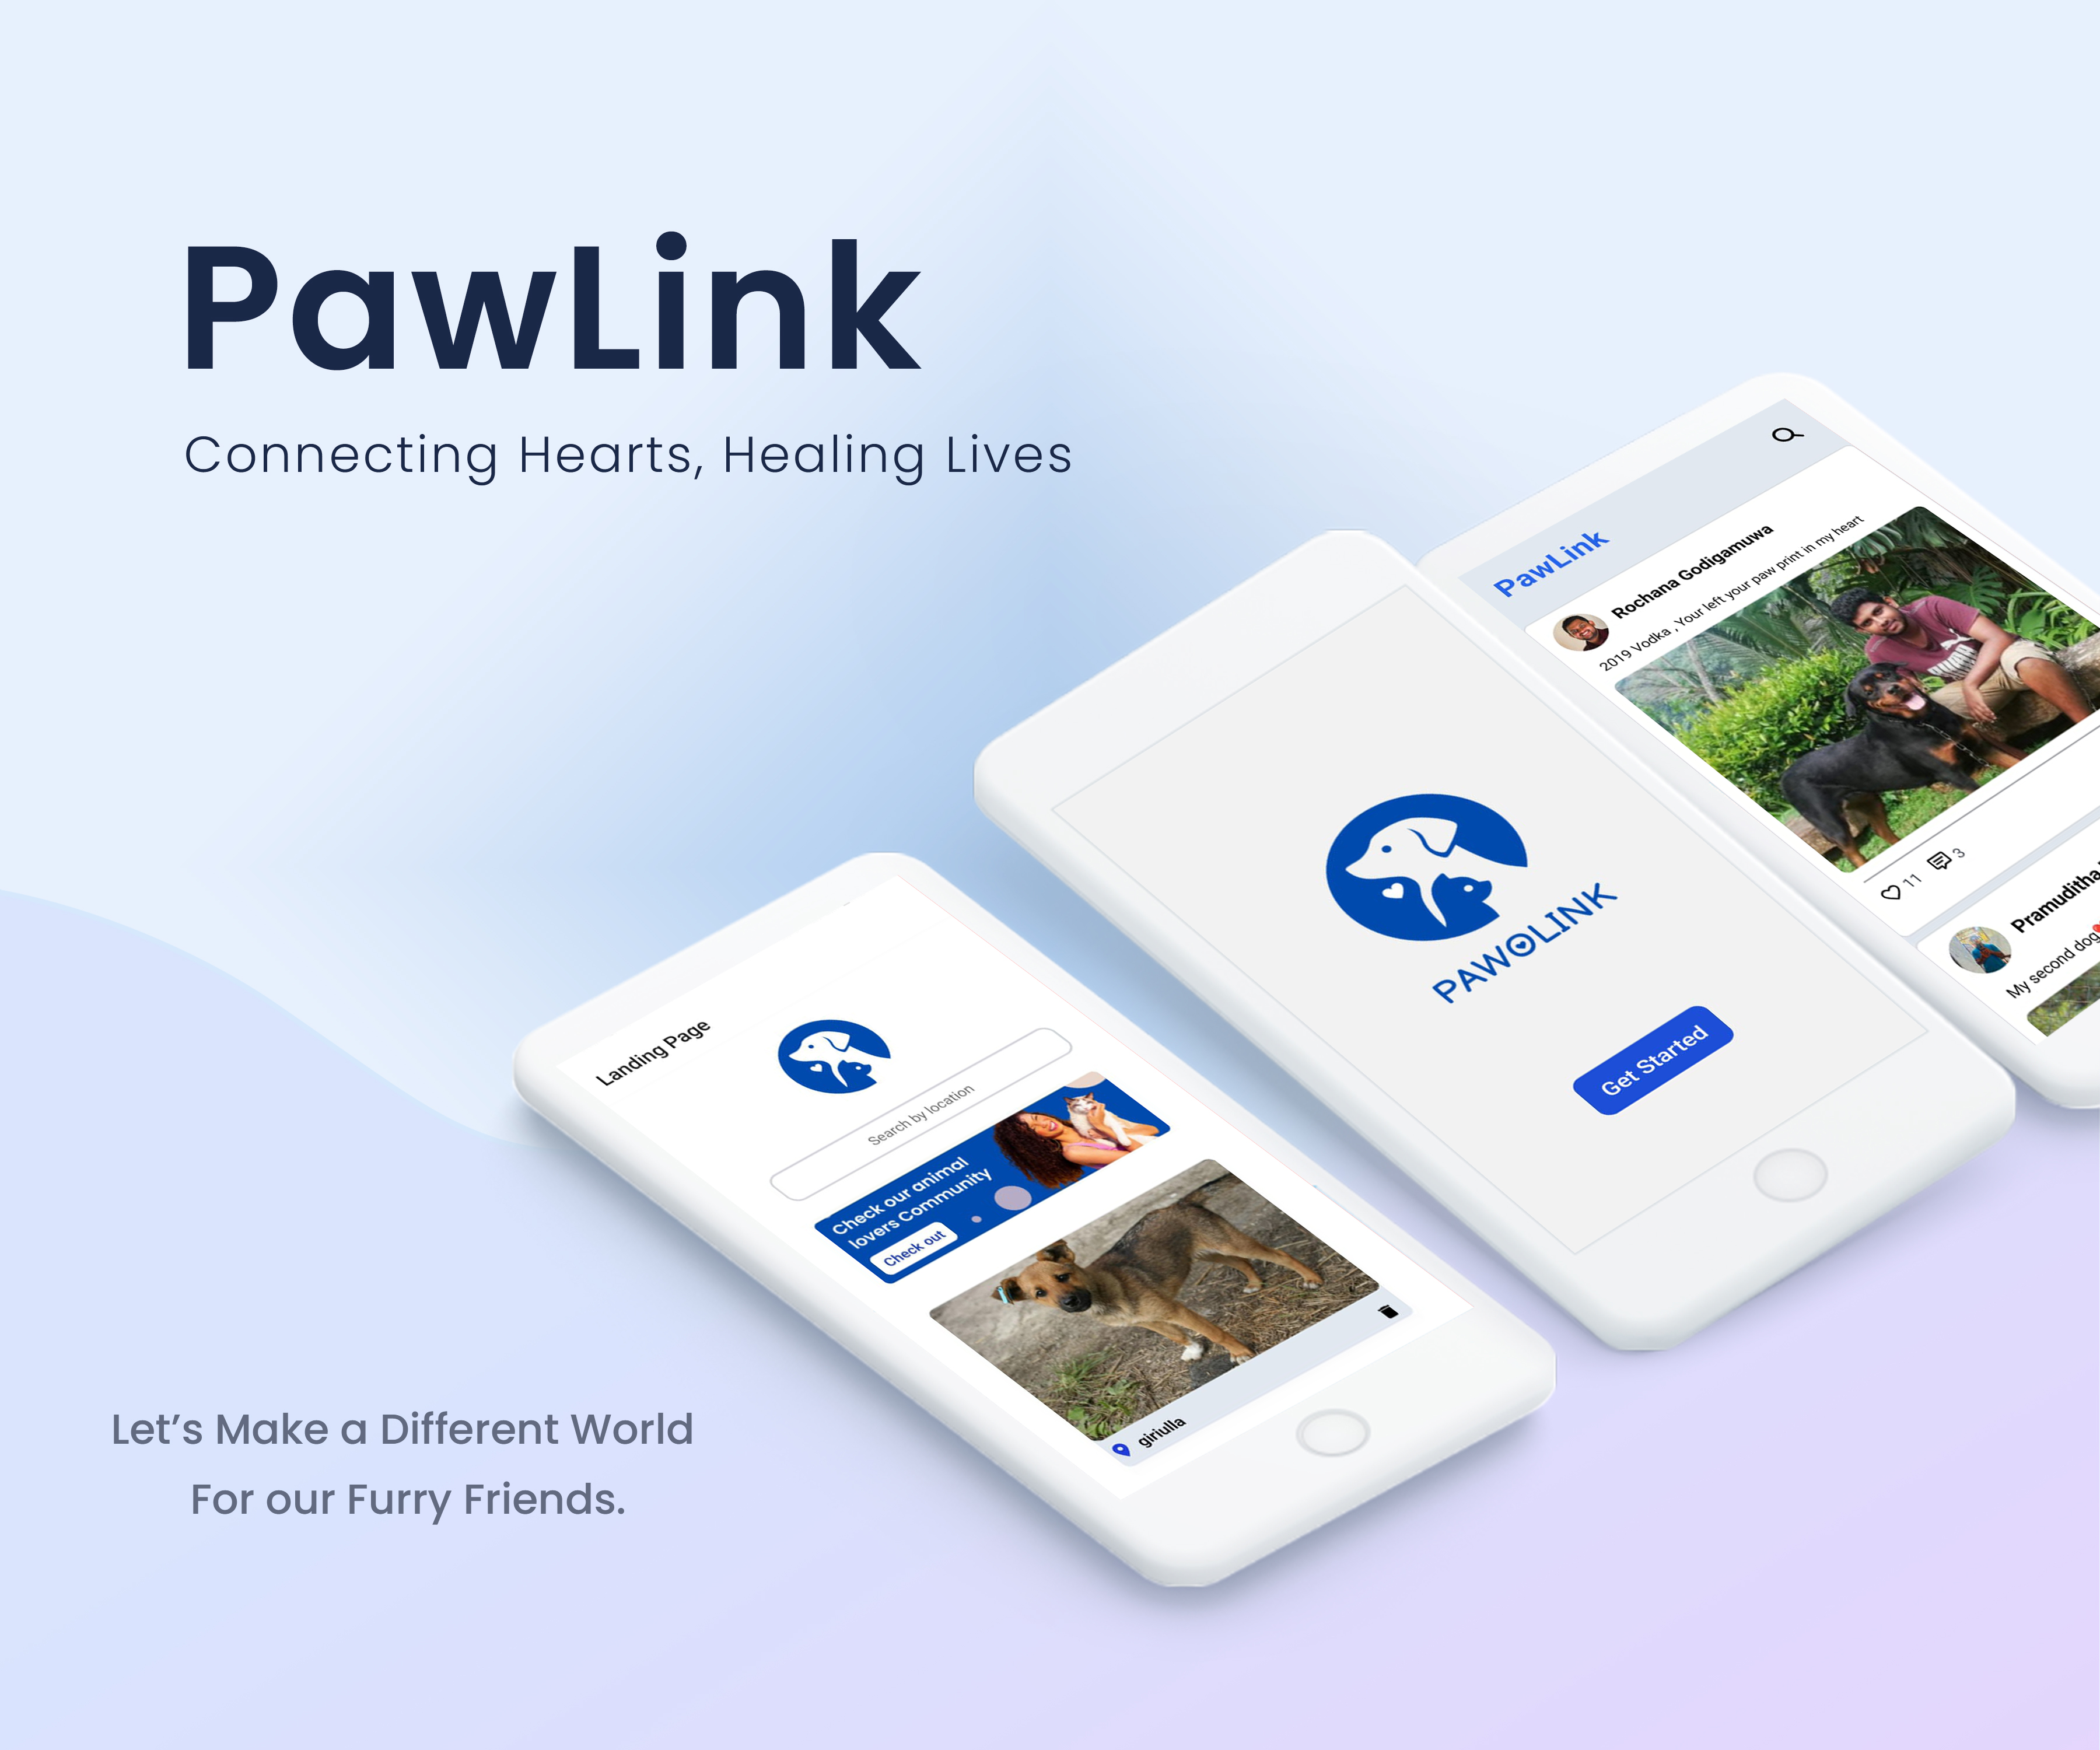 PawLink
Connecting Hearts, Healing Lives
PawLink
Rochana Godigamuwa
2019 Vodka , Your left your paw print in my heart
11
3
Pramuditha
My second dog
PAWOLINK
Get Started
Landing Page
Search by location
Check our animal
lovers Community
Check out
giriulla
Let’s Make a Different World
For our Furry Friends.